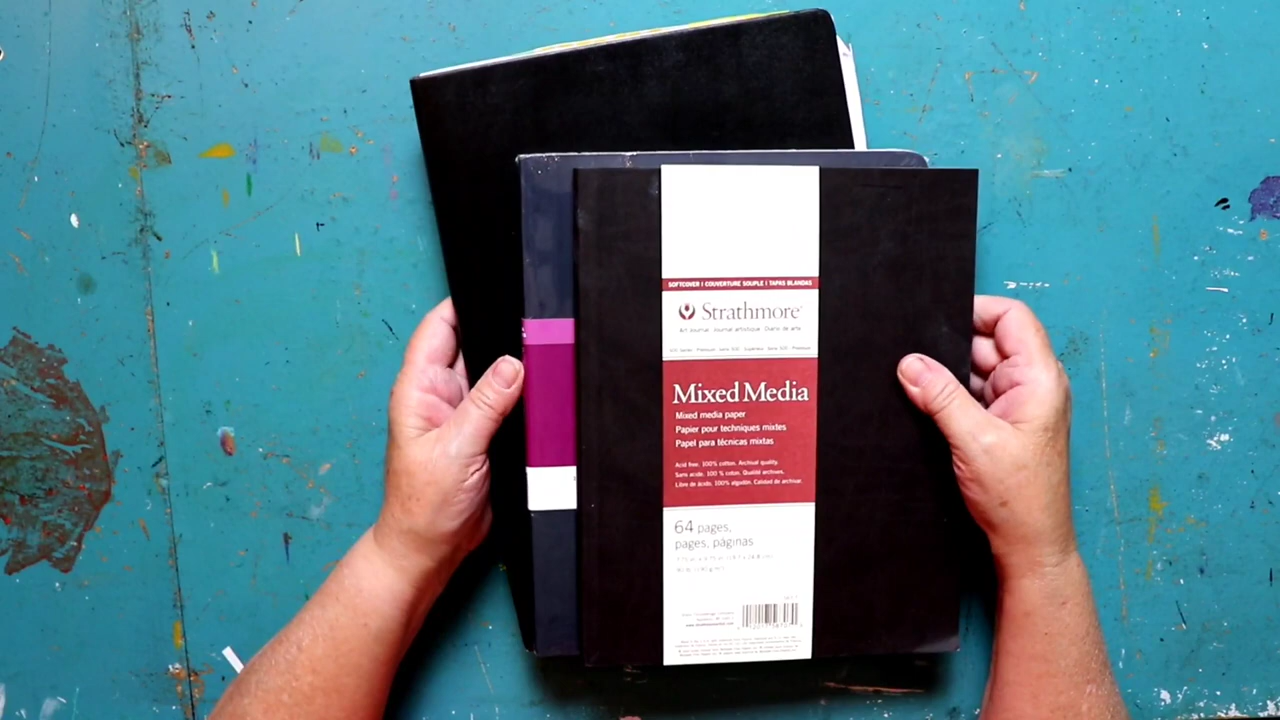 SOFTCOVER | COUVERTURE SOUPLE | TAPAS BLANDAS
Strathmore
Art Journal · Journal artistique · Diario de arte
Mixed Media
Mixed media paper
Papier pour techniques mixtes
Papel para técnicas mixtas
Acid free. 100% cotton. Archival quality.
Sans acide. 100 % coton. Qualité archives.
Libre de ácido. 100% algodón. Calidad de archivar.
64 pages,
pages, páginas